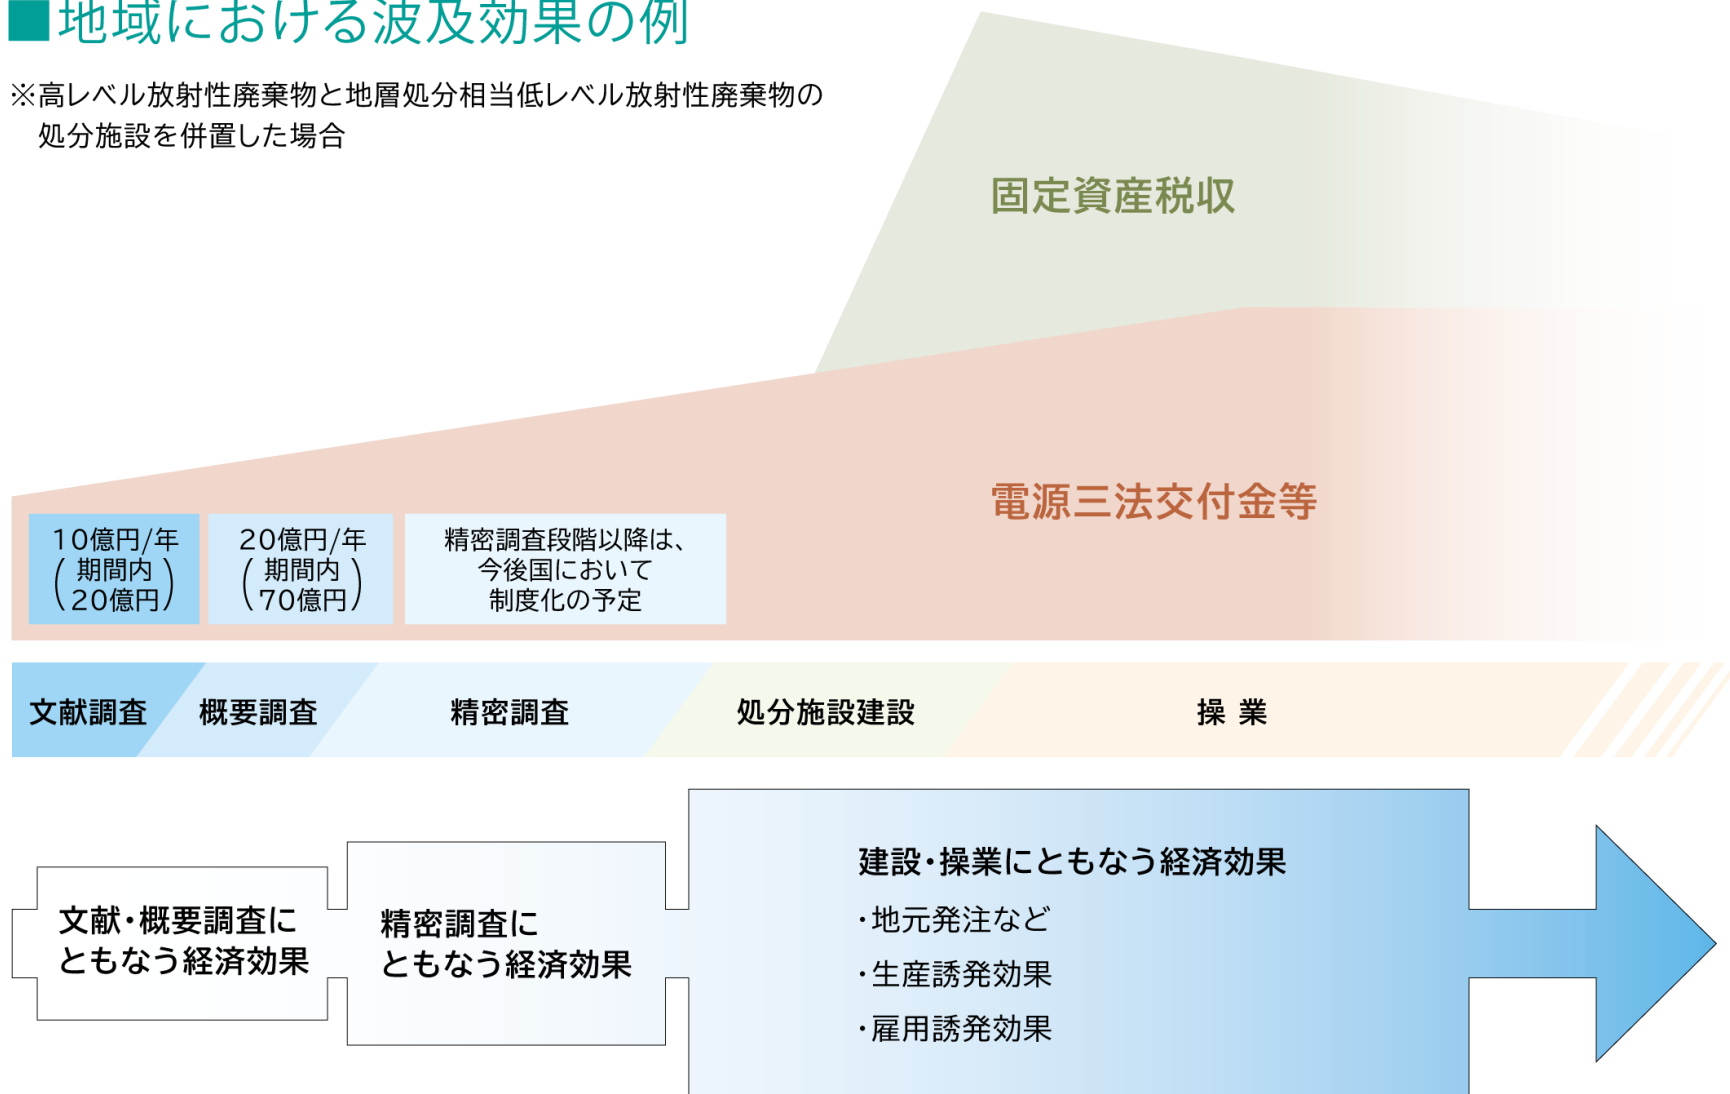 ■地域における波及効果の例
※高レベル放射性廃棄物と地層処分相当低レベル放射性廃棄物の
処分施設を併置した場合
固定資産税収
電源三法交付金等
10億円/年
(期間内
20億円)
20億円/年
(期間内
70億円)
精密調査段階以降は、
今後国において
制度化の予定
文献調査
概要調査
精密調査
処分施設建設
操 業
文献・概要調査に
ともなう経済効果
精密調査に
ともなう経済効果
建設・操業にともなう経済効果
・地元発注など
・生産誘発効果
・雇用誘発効果